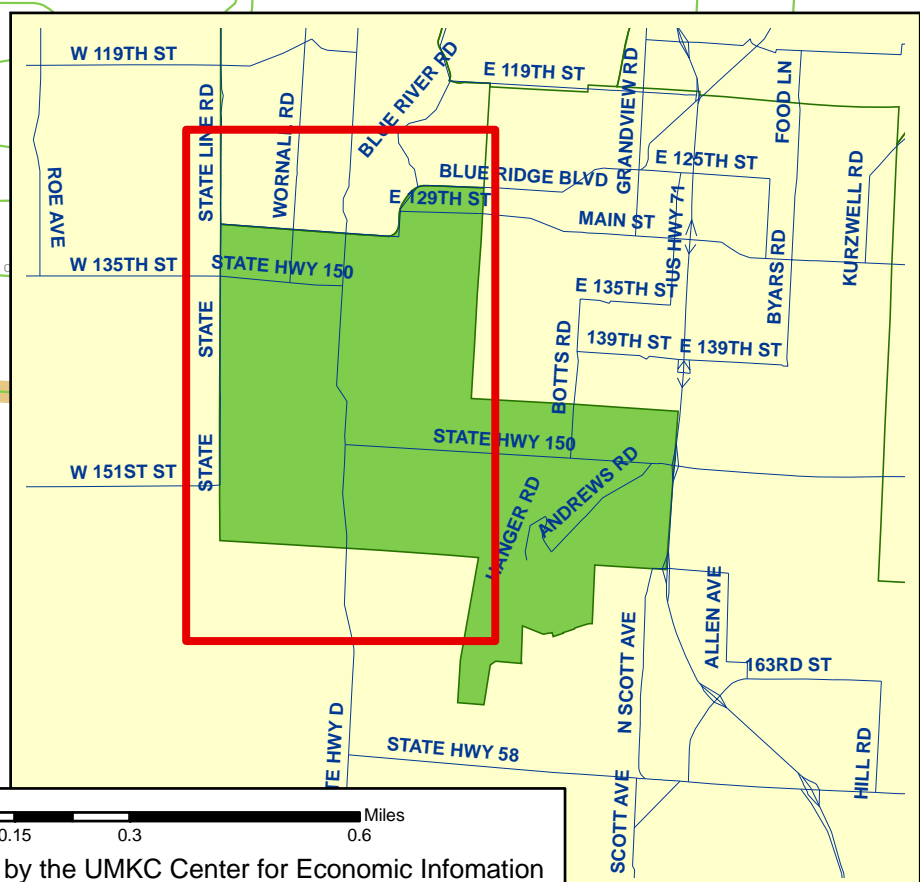 W 119TH ST
E 119TH ST
BLUE RIVER RD
GRANDVIEW RD
FOOD LN
STATE LINE RD
WORNALL RD
ROE AVE
BLUE RIDGE BLVD
E 125TH ST
E 129TH ST
MAIN ST
US HWY 71
KURZWELL RD
BYARS RD
W 135TH ST
STATE HWY 150
E 135TH ST
STATE
139TH ST
E 139TH ST
BOTTS RD
STATE HWY 150
STATE
W 151ST ST
ANDREWS RD
HANGER RD
ALLEN AVE
N SCOTT AVE
163RD ST
TE HWY D
STATE HWY 58
HILL RD
SCOTT AVE
Miles
0.15 0.3 0.6
by the UMKC Center for Economic Infomation